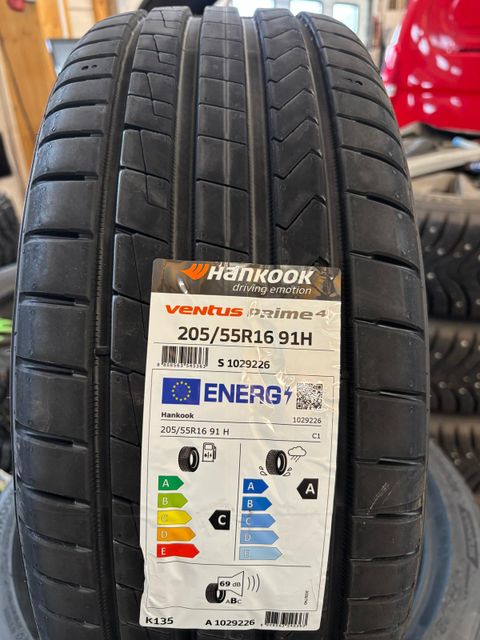 Hankook
driving emotion
Ventus Prime4
205/55R16 91H
S 1029226
ENERG
Hankook
1029226
205/55R16 91 H
C1
A
B
C
D
E
C
A
B
C
D
E
A
69 dB
ABC
K135
A 1029226